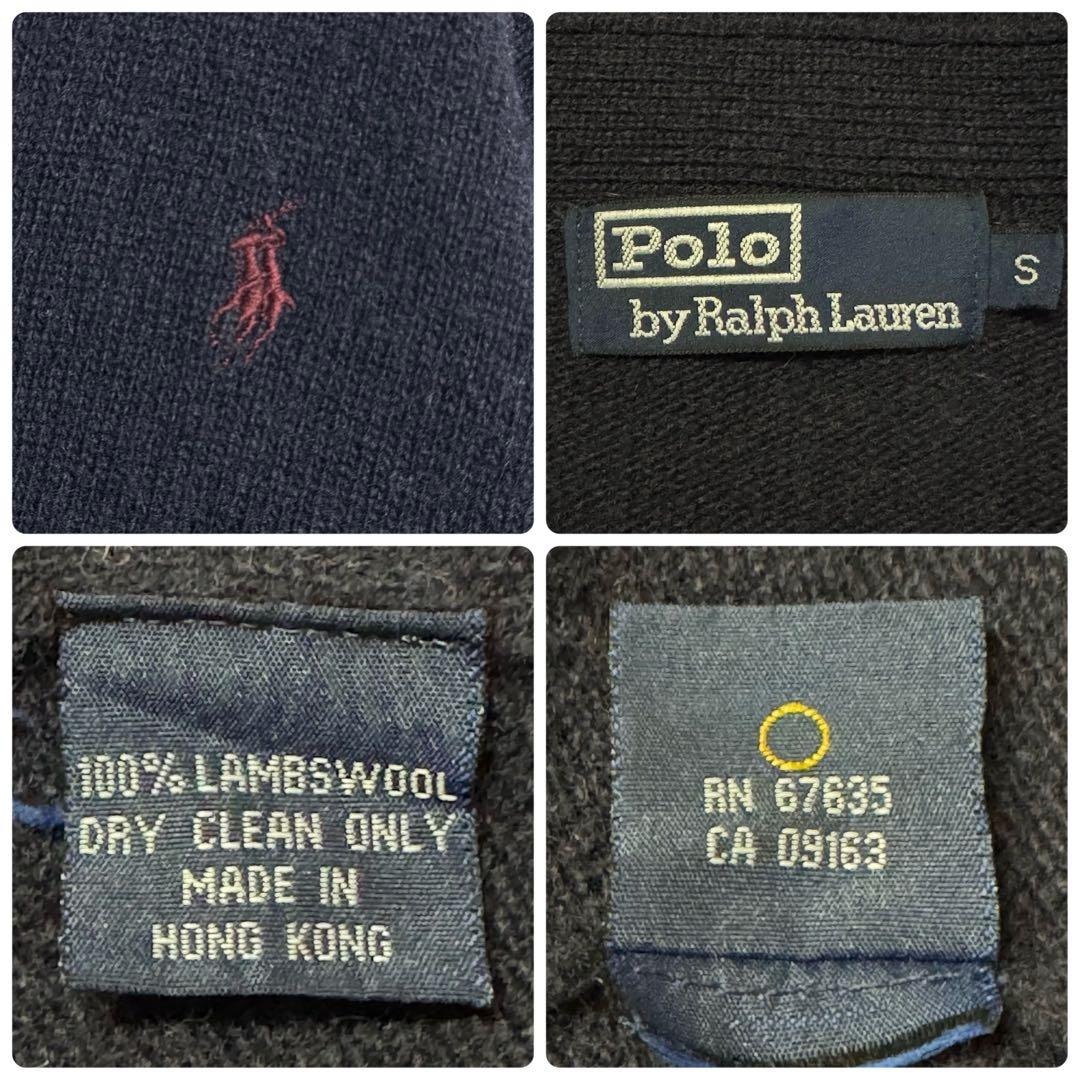 Polo
by Ralph Lauren
S
100% LAMBSWOOL
DRY CLEAN ONLY
MADE IN
HONG KONG
RN 67635
CA 09163